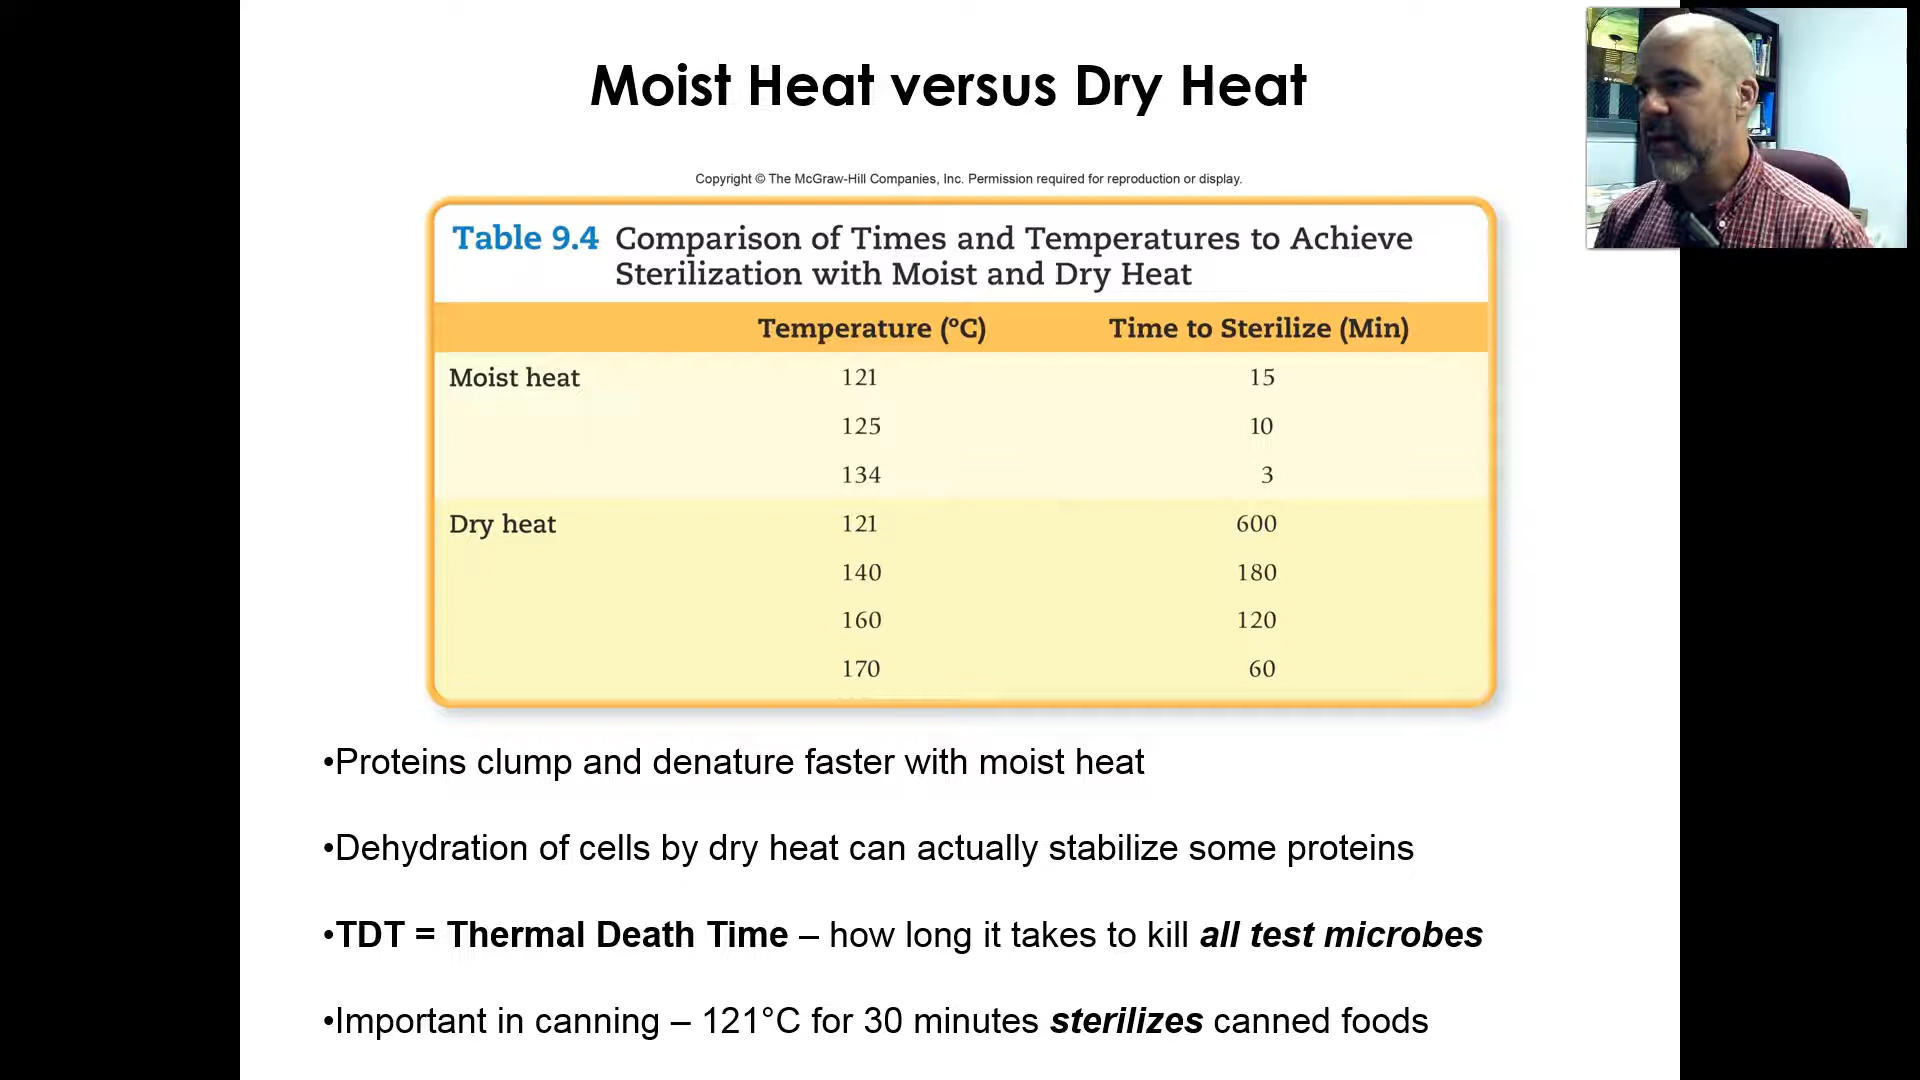 Moist Heat versus Dry Heat
Copyright © The McGraw-Hill Companies, Inc. Permission required for reproduction or display.
Table 9.4 Comparison of Times and Temperatures to Achieve
Sterilization with Moist and Dry Heat
Temperature (ºC) Time to Sterilize (Min)
Moist heat 121 15
125 10
134 3
Dry heat 121 600
140 180
160 120
170 60
•Proteins clump and denature faster with moist heat
•Dehydration of cells by dry heat can actually stabilize some proteins
•TDT = Thermal Death Time – how long it takes to kill all test microbes
•Important in canning – 121°C for 30 minutes sterilizes canned foods